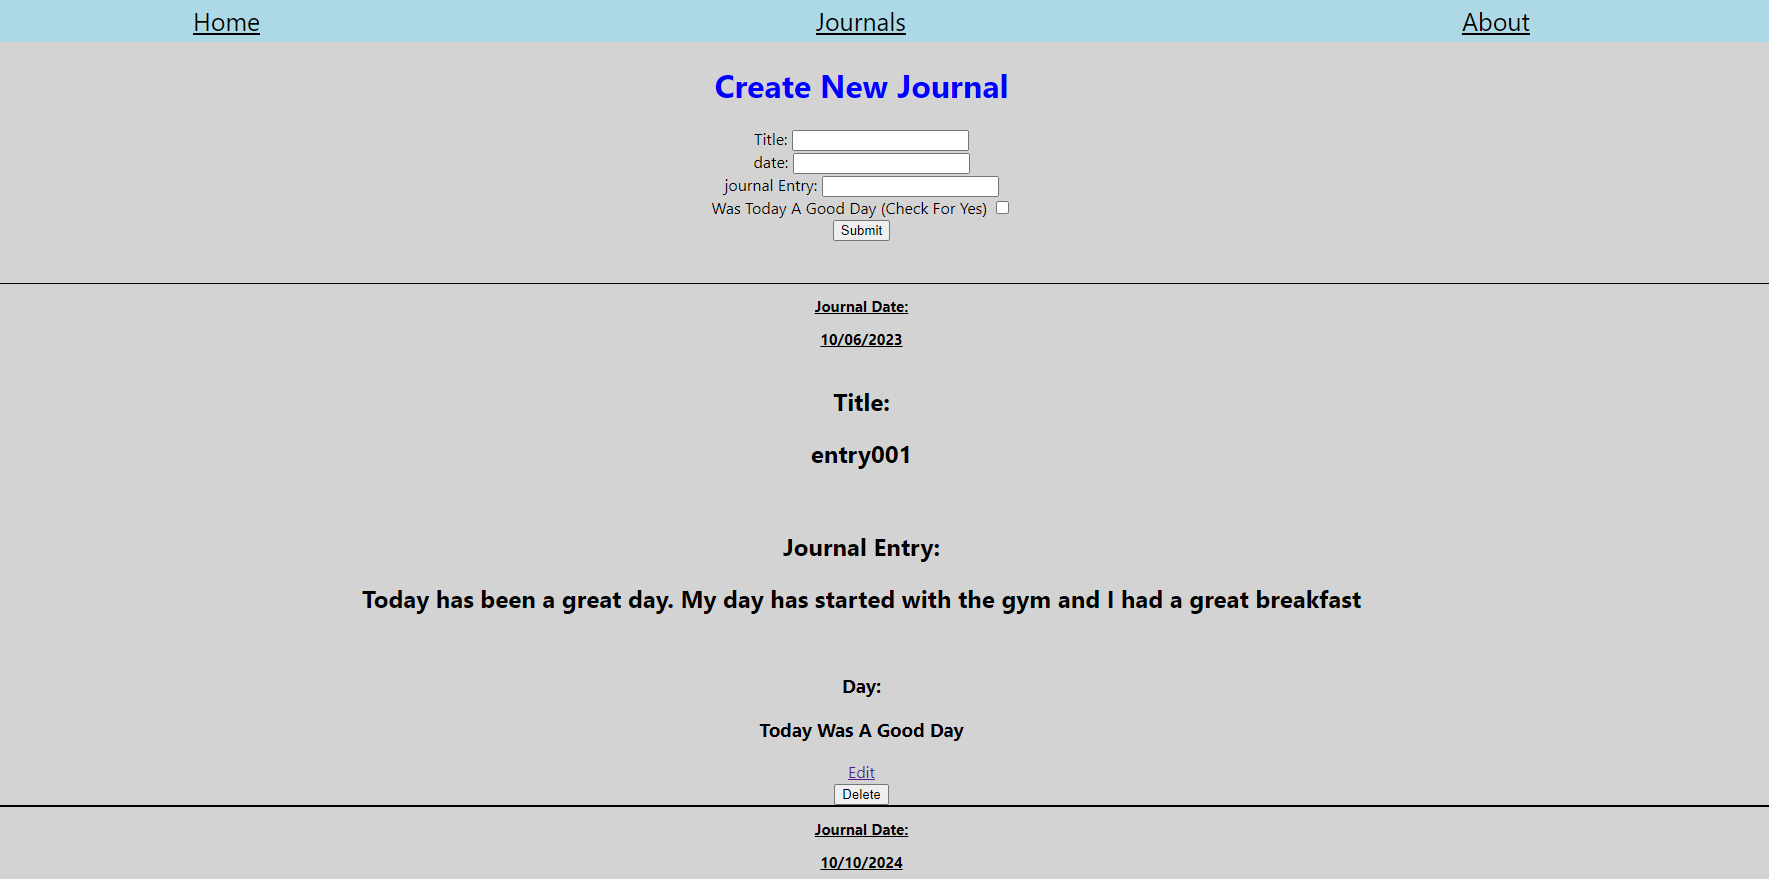 Home Journals About
Create New Journal
Title:
date:
journal Entry:
Was Today A Good Day (Check For Yes)
Submit
Journal Date:
10/06/2023
Title:
entry001
Journal Entry:
Today has been a great day. My day has started with the gym and I had a great breakfast
Day:
Today Was A Good Day
Edit
Delete
Journal Date:
10/10/2024